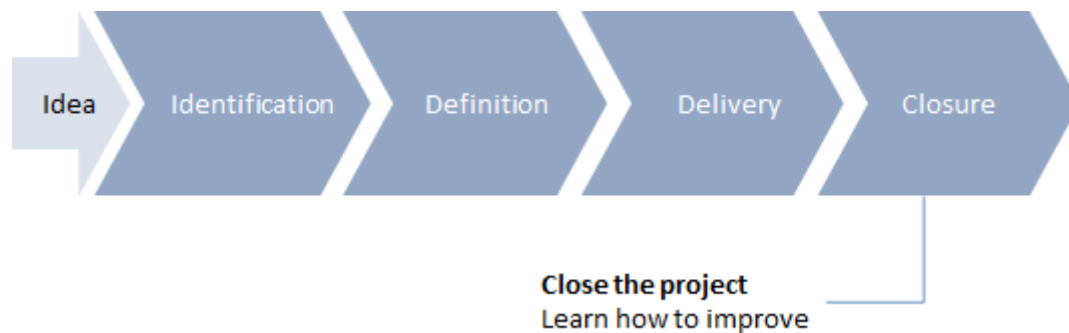 Idea
Identification
Definition
Delivery
Closure
Close the project
Learn how to improve